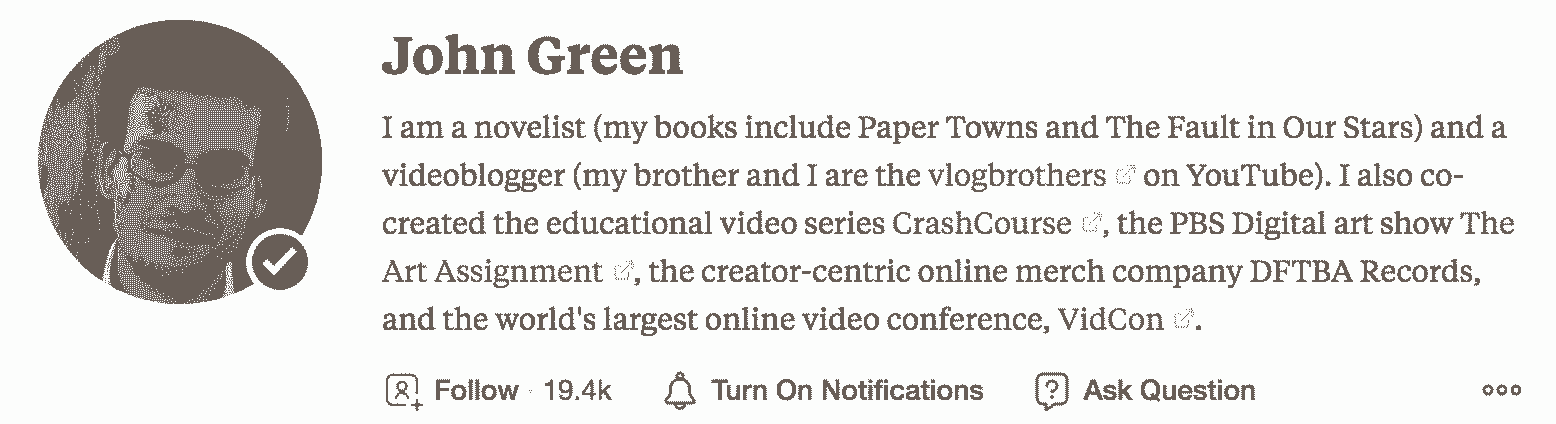 John Green
I am a novelist (my books include Paper Towns and The Fault in Our Stars) and a
videoblogger (my brother and I are the vlogbrothers on YouTube). I also co-
created the educational video series CrashCourse , the PBS Digital art show The
Art Assignment , the creator-centric online merch company DFTBA Records,
and the world's largest online video conference, VidCon .
Follow · 19.4k Turn On Notifications Ask Question